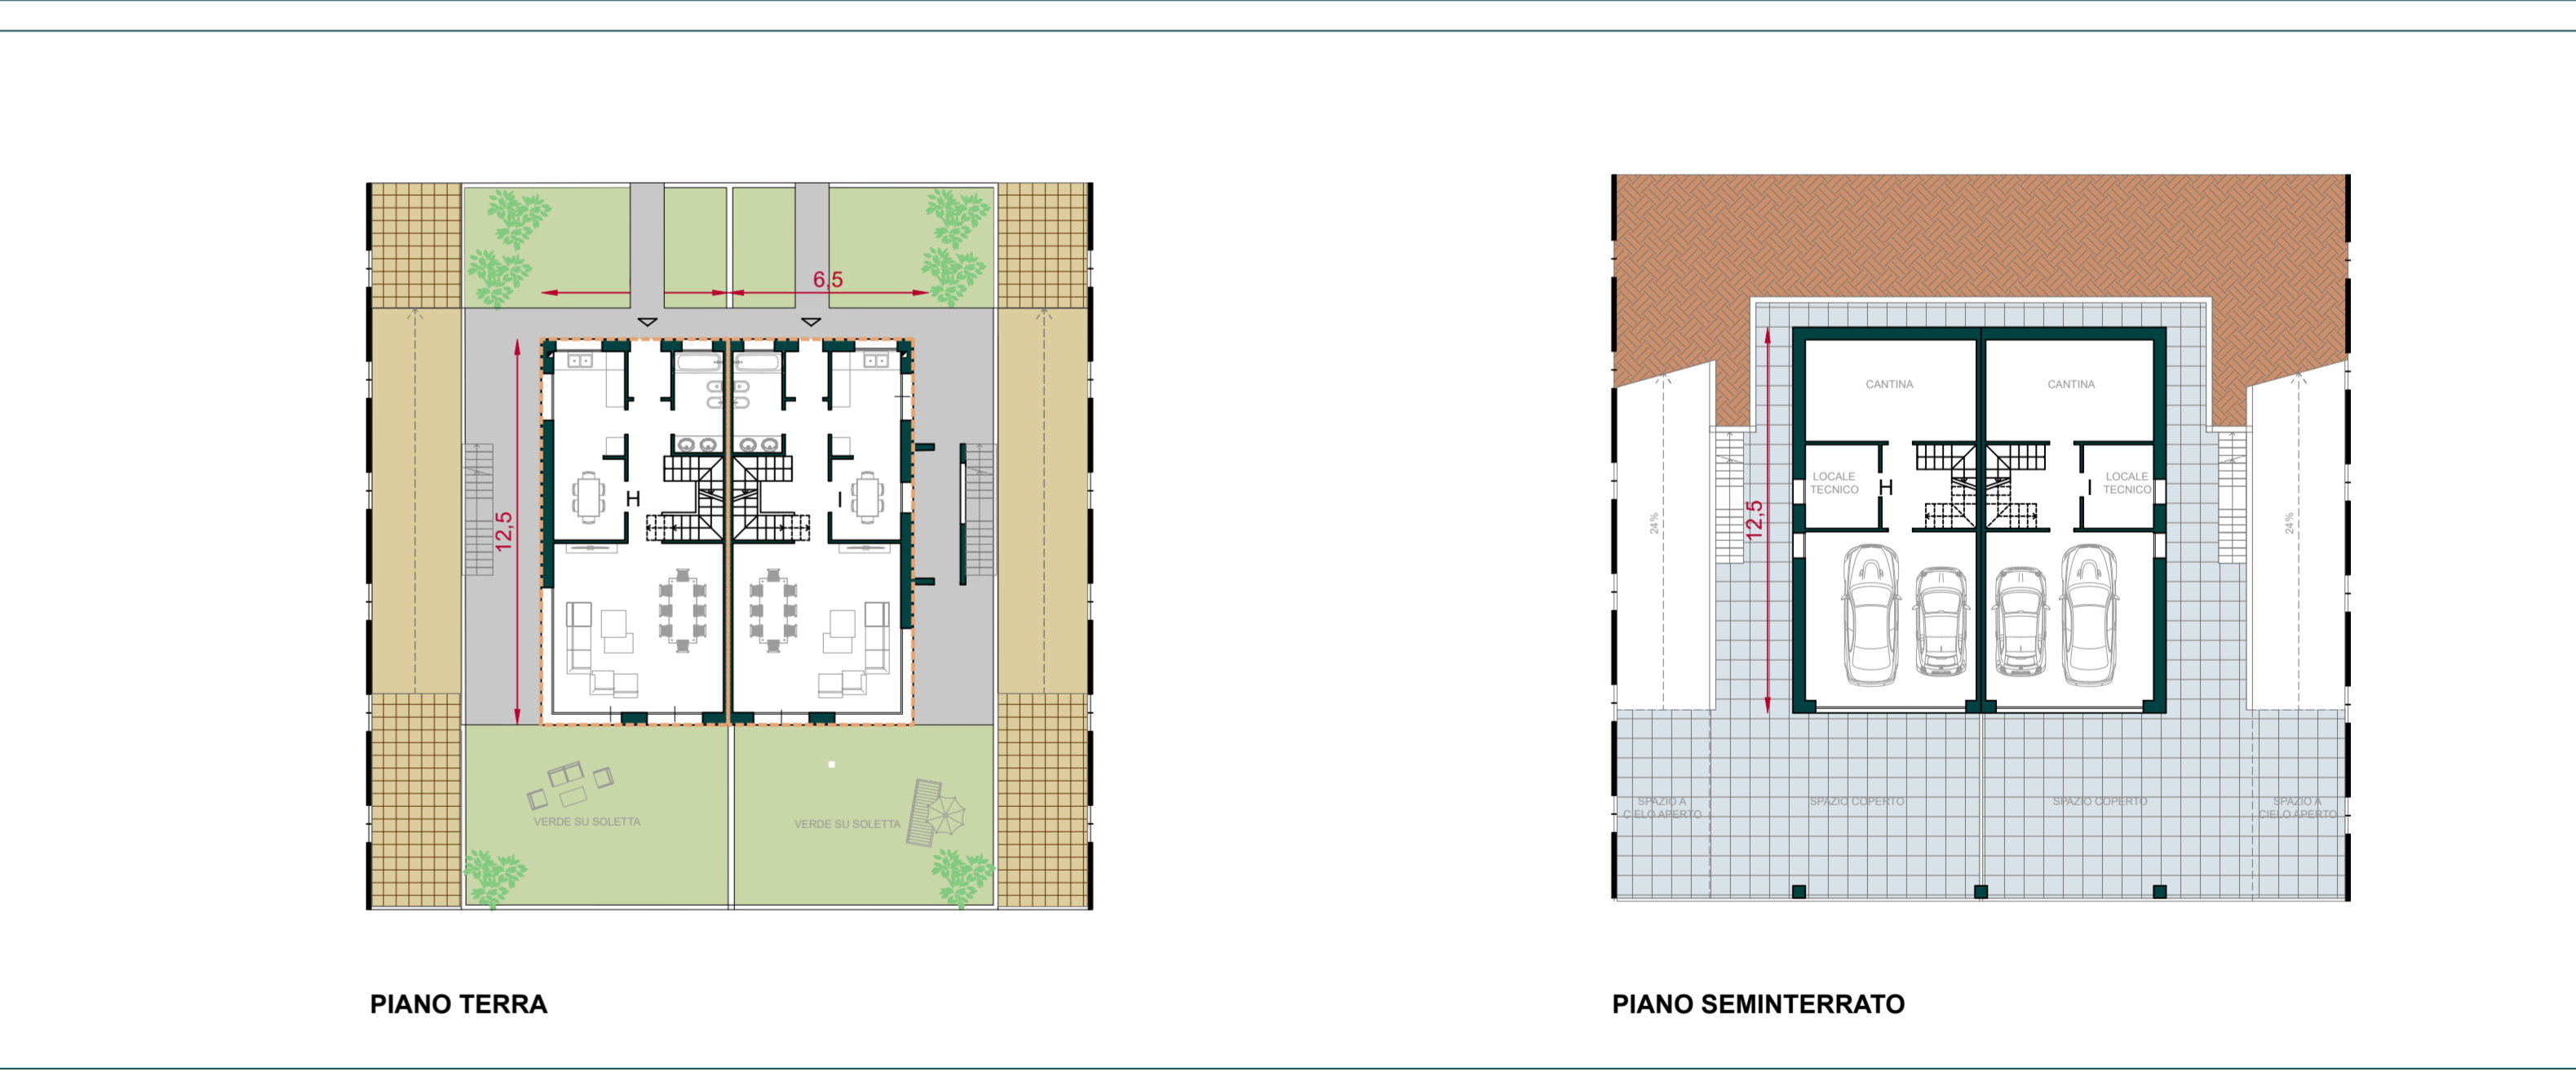 6,5
12,5
H
I
VERDE SU SOLETTA
VERDE SU SOLETTA
PIANO TERRA
CANTINA
CANTINA
LOCALE
TECNICO
H
I
LOCALE
TECNICO
24%
12,5
24%
SPAZIO A
CIELO APERTO
SPAZIO COPERTO
SPAZIO COPERTO
SPAZIO A
CIELO APERTO
PIANO SEMINTERRATO